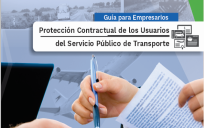 Guía para Empresarios
Protección Contractual de los Usuarios
del Servicio Público de Transporte